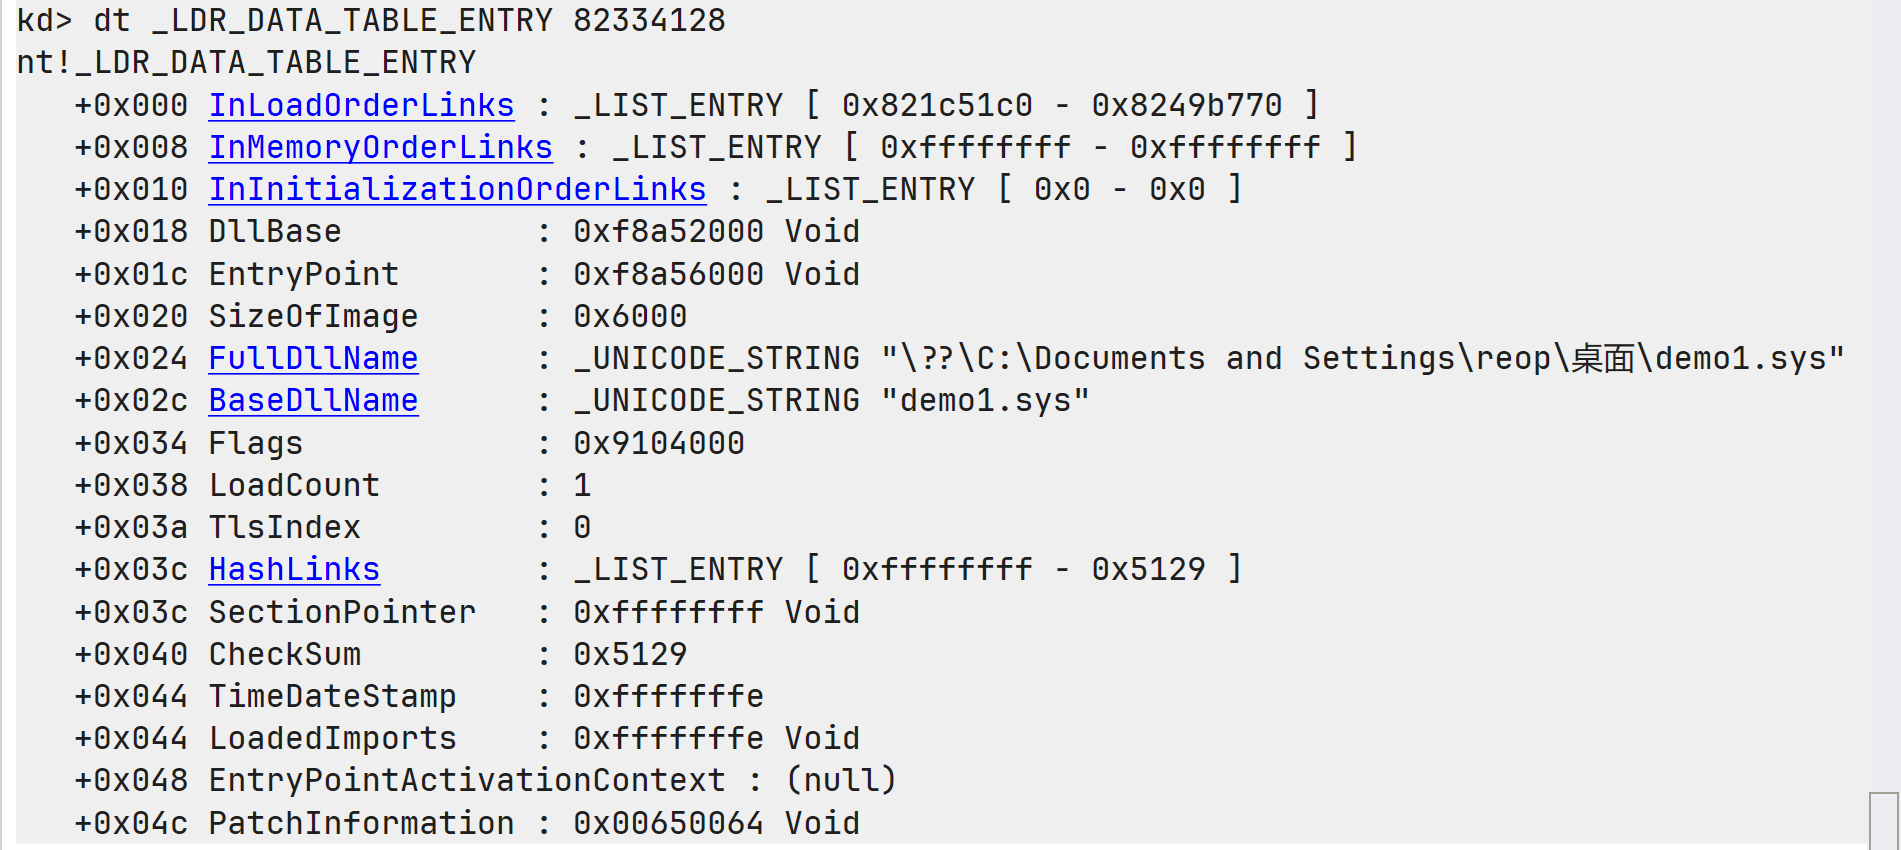 kd> dt _LDR_DATA_TABLE_ENTRY 82334128
nt!_LDR_DATA_TABLE_ENTRY
   +0x000 InLoadOrderLinks : _LIST_ENTRY [ 0x821c51c0 - 0x8249b770 ]
   +0x008 InMemoryOrderLinks : _LIST_ENTRY [ 0xffffffff - 0xffffffff ]
   +0x010 InInitializationOrderLinks : _LIST_ENTRY [ 0x0 - 0x0 ]
   +0x018 DllBase          : 0xf8a52000 Void
   +0x01c EntryPoint       : 0xf8a56000 Void
   +0x020 SizeOfImage      : 0x6000
   +0x024 FullDllName      : _UNICODE_STRING "\??\C:\Documents and Settings\reop\桌面\demo1.sys"
   +0x02c BaseDllName      : _UNICODE_STRING "demo1.sys"
   +0x034 Flags            : 0x9104000
   +0x038 LoadCount        : 1
   +0x03a TlsIndex         : 0
   +0x03c HashLinks        : _LIST_ENTRY [ 0xffffffff - 0x5129 ]
   +0x03c SectionPointer   : 0xffffffff Void
   +0x040 CheckSum         : 0x5129
   +0x044 TimeDateStamp    : 0xfffffffe
   +0x044 LoadedImports    : 0xfffffffe Void
   +0x048 EntryPointActivationContext : (null)
   +0x04c PatchInformation : 0x00650064 Void